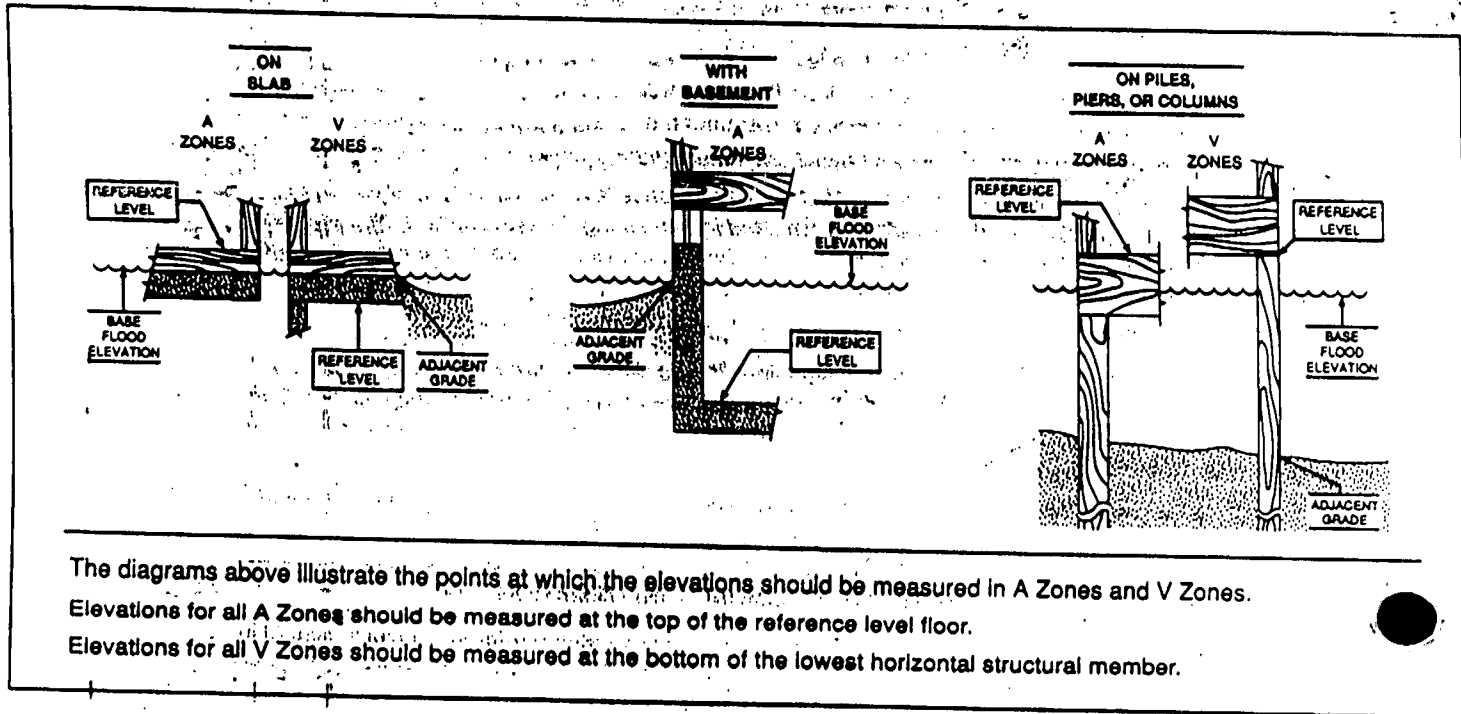 ON
SLAB
A
ZONES
V
ZONES
REFERENCE
LEVEL
BASE
FLOOD
ELEVATION
REFERENCE
LEVEL
ADJACENT
GRADE
WITH
BASEMENT
A
ZONES
BASE
FLOOD
ELEVATION
ADJACENT
GRADE
REFERENCE
LEVEL
ON PILES,
PIERS, OR COLUMNS
A
ZONES
V
ZONES
REFERENCE
LEVEL
REFERENCE
LEVEL
BASE
FLOOD
ELEVATION
ADJACENT
GRADE
The diagrams above illustrate the points at which the elevations should be measured in A Zones and V Zones.
Elevations for all A Zones should be measured at the top of the reference level floor.
Elevations for all V Zones should be measured at the bottom of the lowest horizontal structural member.